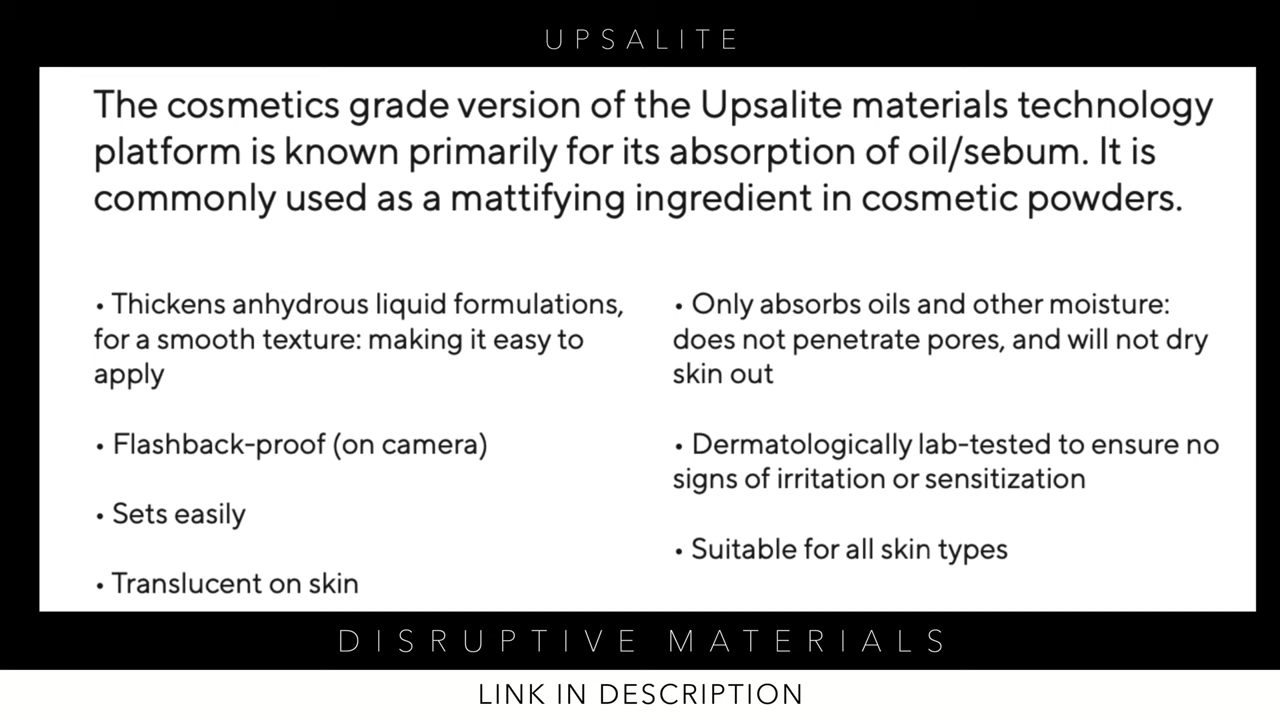 UPSALITE
The cosmetics grade version of the Upsalite materials technology
platform is known primarily for its absorption of oil/sebum. It is
commonly used as a mattifying ingredient in cosmetic powders.
• Thickens anhydrous liquid formulations,
for a smooth texture: making it easy to
apply
• Flashback-proof (on camera)
• Sets easily
• Translucent on skin
• Only absorbs oils and other moisture:
does not penetrate pores, and will not dry
skin out
• Dermatologically lab-tested to ensure no
signs of irritation or sensitization
• Suitable for all skin types
DISRUPTIVE MATERIALS
LINK IN DESCRIPTION